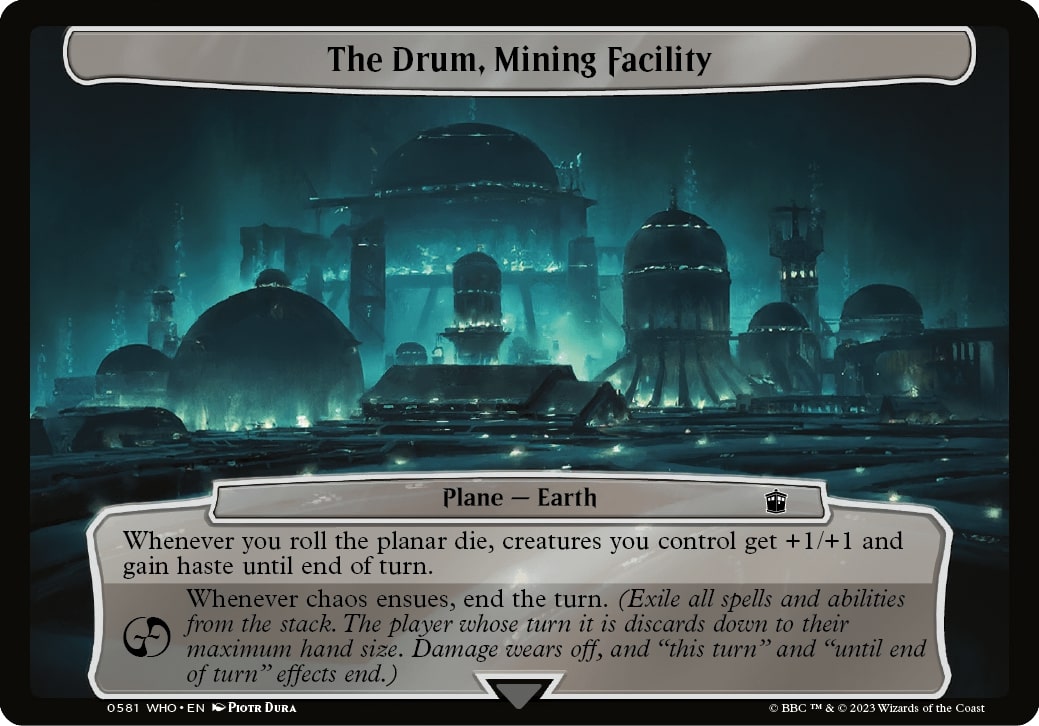 The Drum, Mining Facility
Plane — Earth
Whenever you roll the planar die, creatures you control get +1/+1 and
gain haste until end of turn.
Whenever chaos ensues, end the turn. (Exile all spells and abilities
from the stack. The player whose turn it is discards down to their
maximum hand size. Damage wears off, and “this turn” and “until end
of turn” effects end.)
0581 WHO • EN Piotr Dura
© BBC ™ & © 2023 Wizards of the Coast